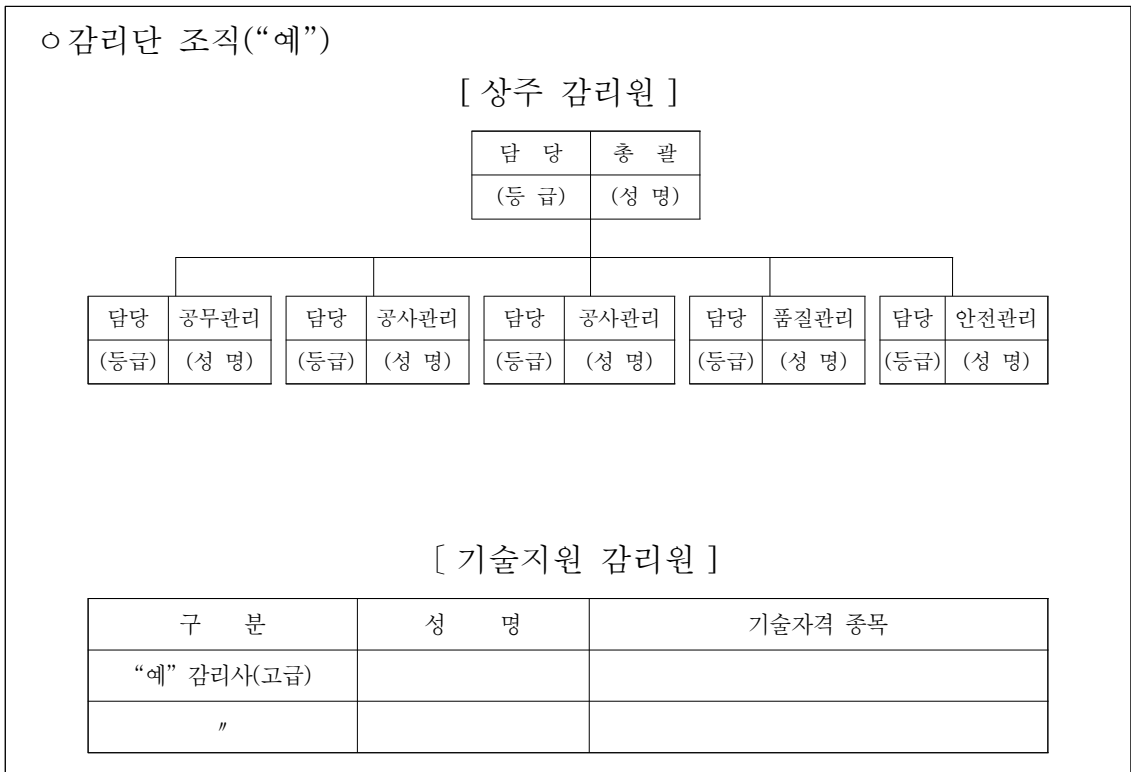 ㅇ감리단 조직(“예”)
[ 상주 감리원 ]
담 당 총 괄
(등 급) (성 명)
담당 공무관리 담당 공사관리 담당 공사관리 담당 품질관리 담당 안전관리
(등급) (성 명) (등급) (성 명) (등급) (성 명) (등급) (성 명) (등급) (성 명)
[ 기술지원 감리원 ]
구 분 성 명 기술자격 종목
“예” 감리사(고급)
〃